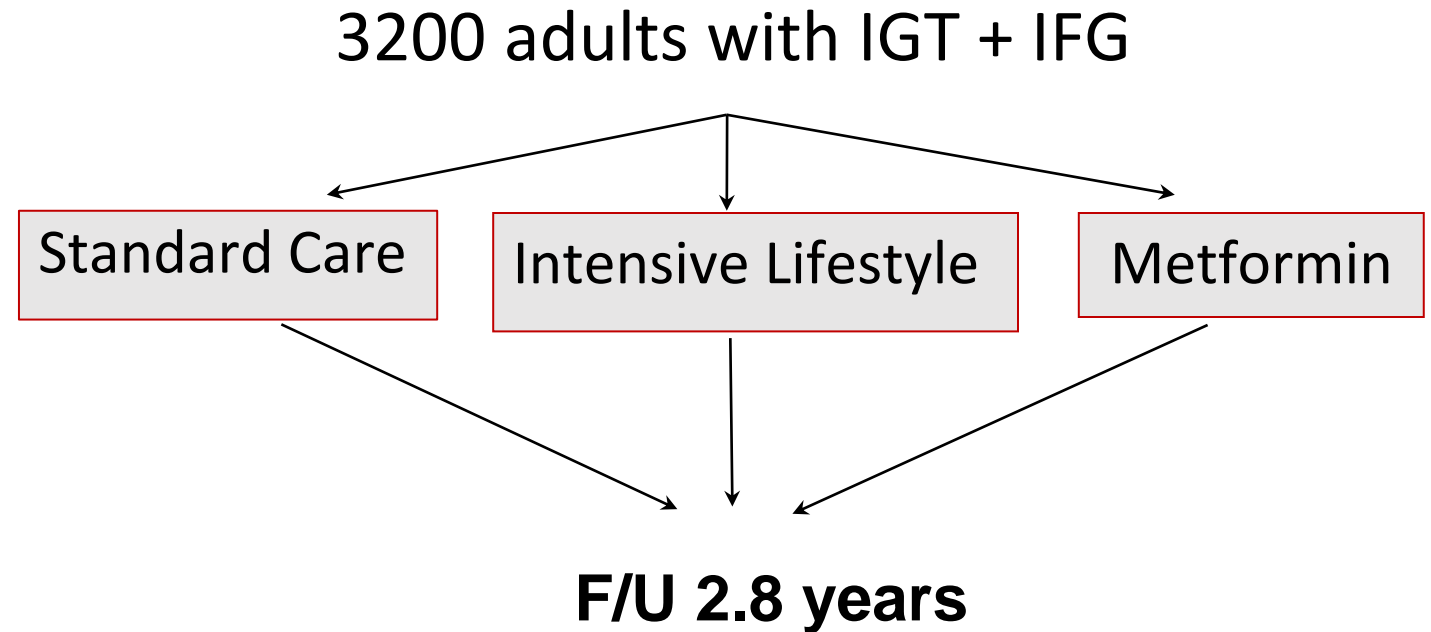 3200 adults with IGT + IFG
Standard Care
Intensive Lifestyle
Metformin
F/U 2.8 years